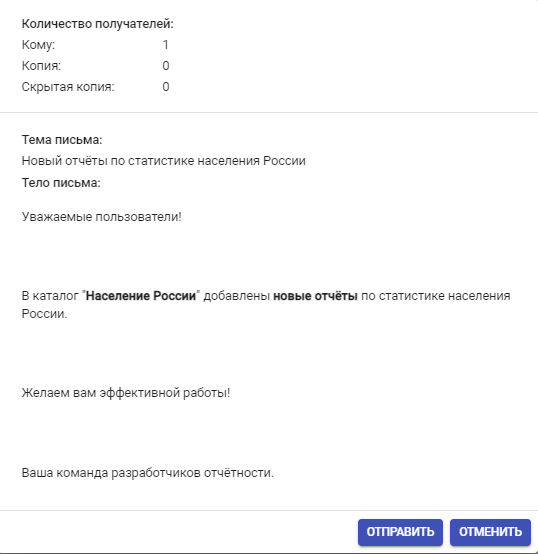 Количество получателей:
Кому: 1
Копия: 0
Скрытая копия: 0
Тема письма:
Новый отчёты по статистике населения России
Тело письма:
Уважаемые пользователи!
В каталог "Население России" добавлены новые отчёты по статистике населения
России.
Желаем вам эффективной работы!
Ваша команда разработчиков отчётности.
ОТПРАВИТЬ ОТМЕНИТЬ